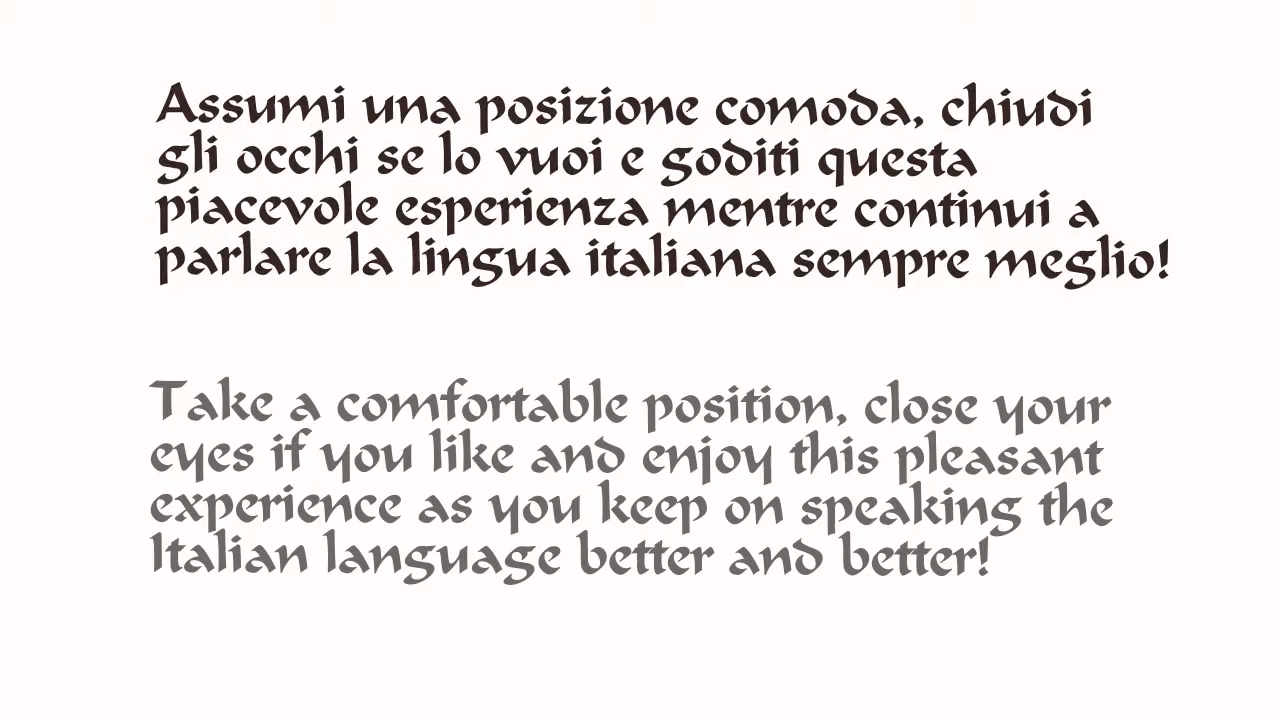 Assumi una posizione comoda, chiudi
gli occhi se lo vuoi e goditi questa
piacevole esperienza mentre continui a
parlare la lingua italiana sempre meglio!
Take a comfortable position, close your
eyes if you like and enjoy this pleasant
experience as you keep on speaking the
Italian language better and better!